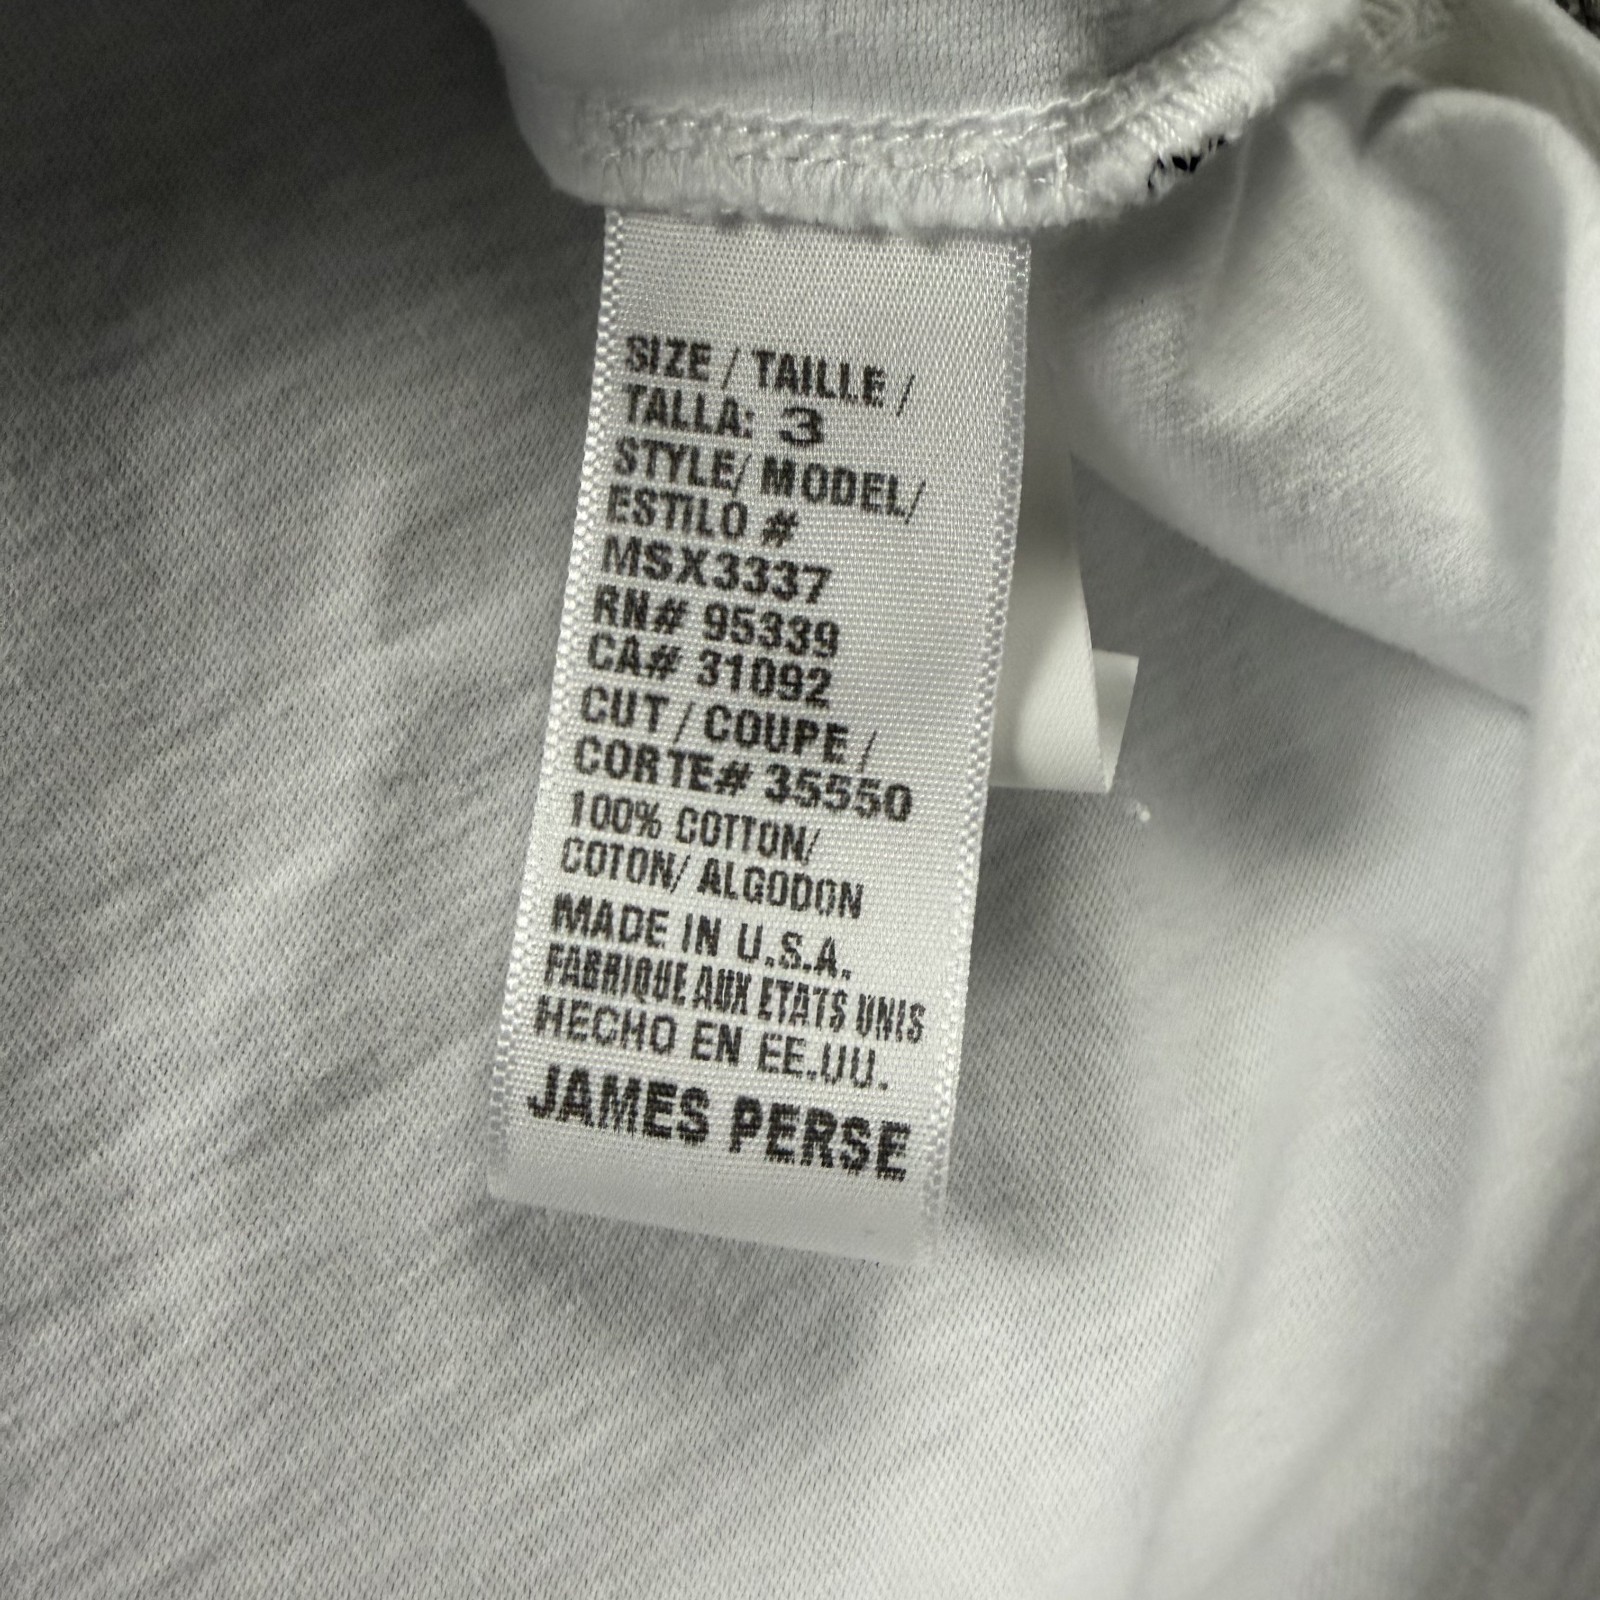 SIZE / TAILLE /
TALLA: 3
STYLE/ MODEL/
ESTILO #
MSX3337
RN# 95339
CA# 31092
CUT / COUPE /
CORTE# 35550
100% COTTON/
COTON/ ALGODON
MADE IN U.S.A.
FABRIQUE AUX ETATS UNIS
HECHO EN EE.UU.
JAMES PERSE